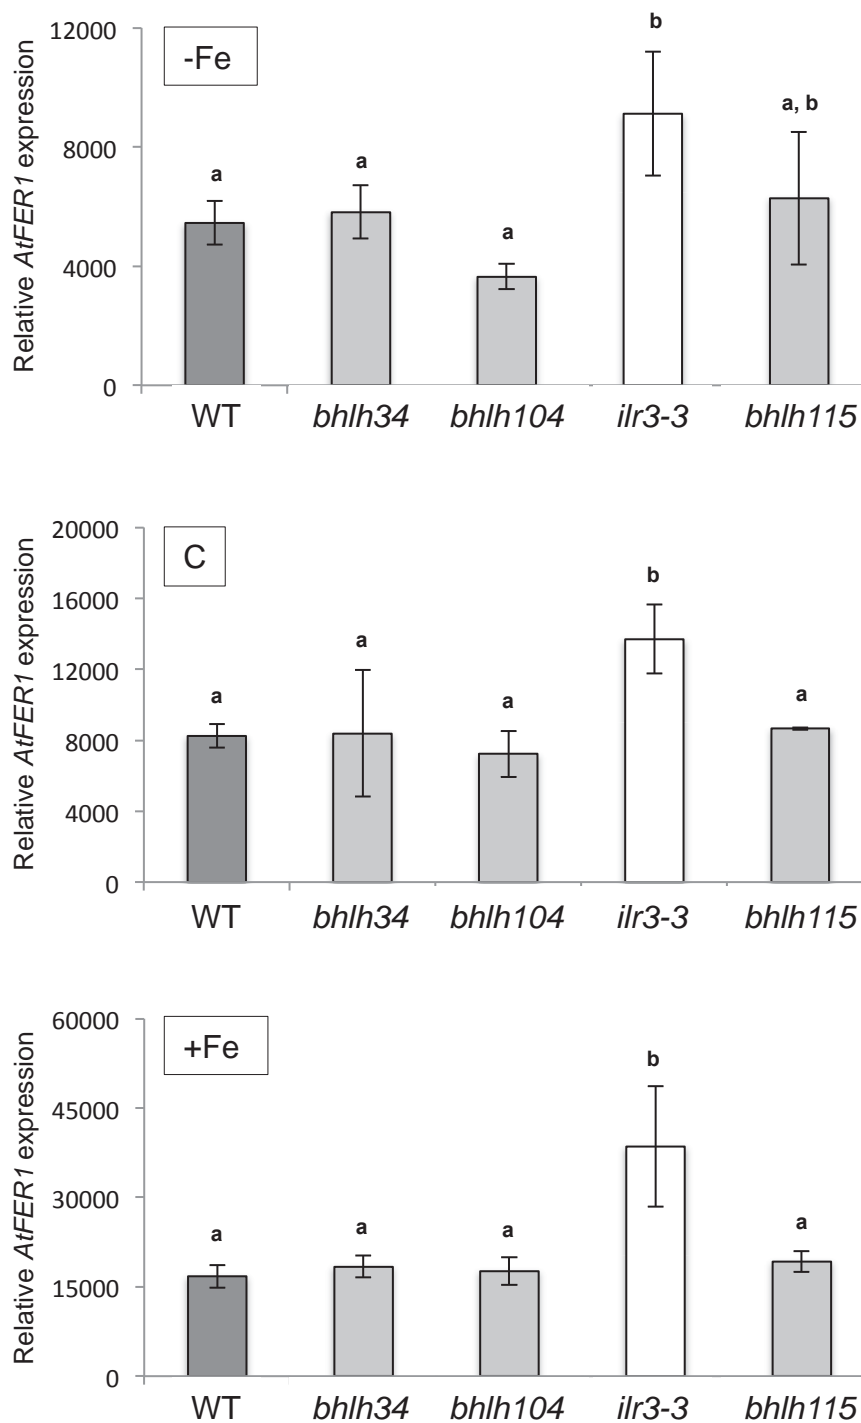 Relative AtFER1 expression
-Fe
12000
8000
4000
0
a
a
a
b
a, b
WT bhlh34 bhlh104 ilr3-3 bhlh115
Relative AtFER1 expression
C
20000
16000
12000
8000
4000
0
a
a
a
b
a
WT bhlh34 bhlh104 ilr3-3 bhlh115
Relative AtFER1 expression
+Fe
60000
45000
30000
15000
0
a
a
a
b
a
WT bhlh34 bhlh104 ilr3-3 bhlh115